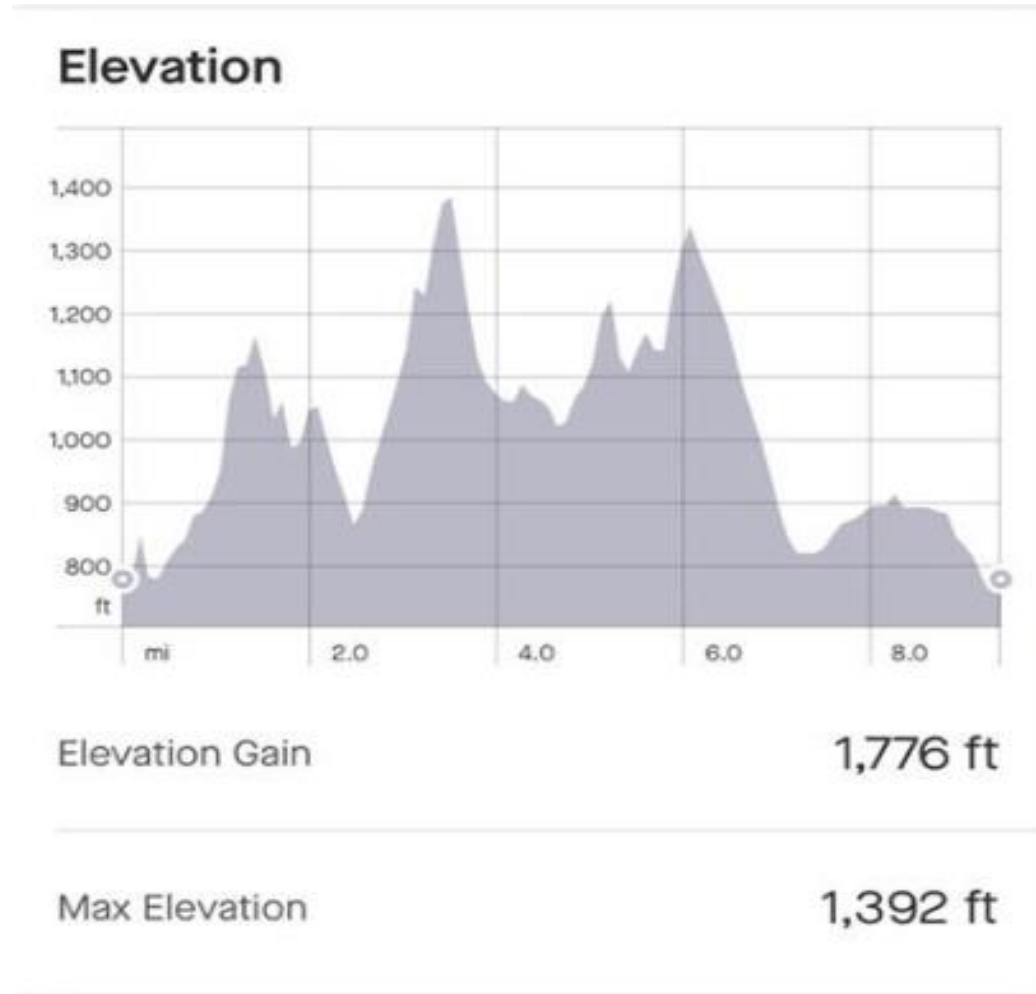 Elevation
1,400
1,300
1,200
1,100
1,000
900
800
ft
mi 2.0 4.0 6.0 8.0
Elevation Gain 1,776 ft
Max Elevation 1,392 ft